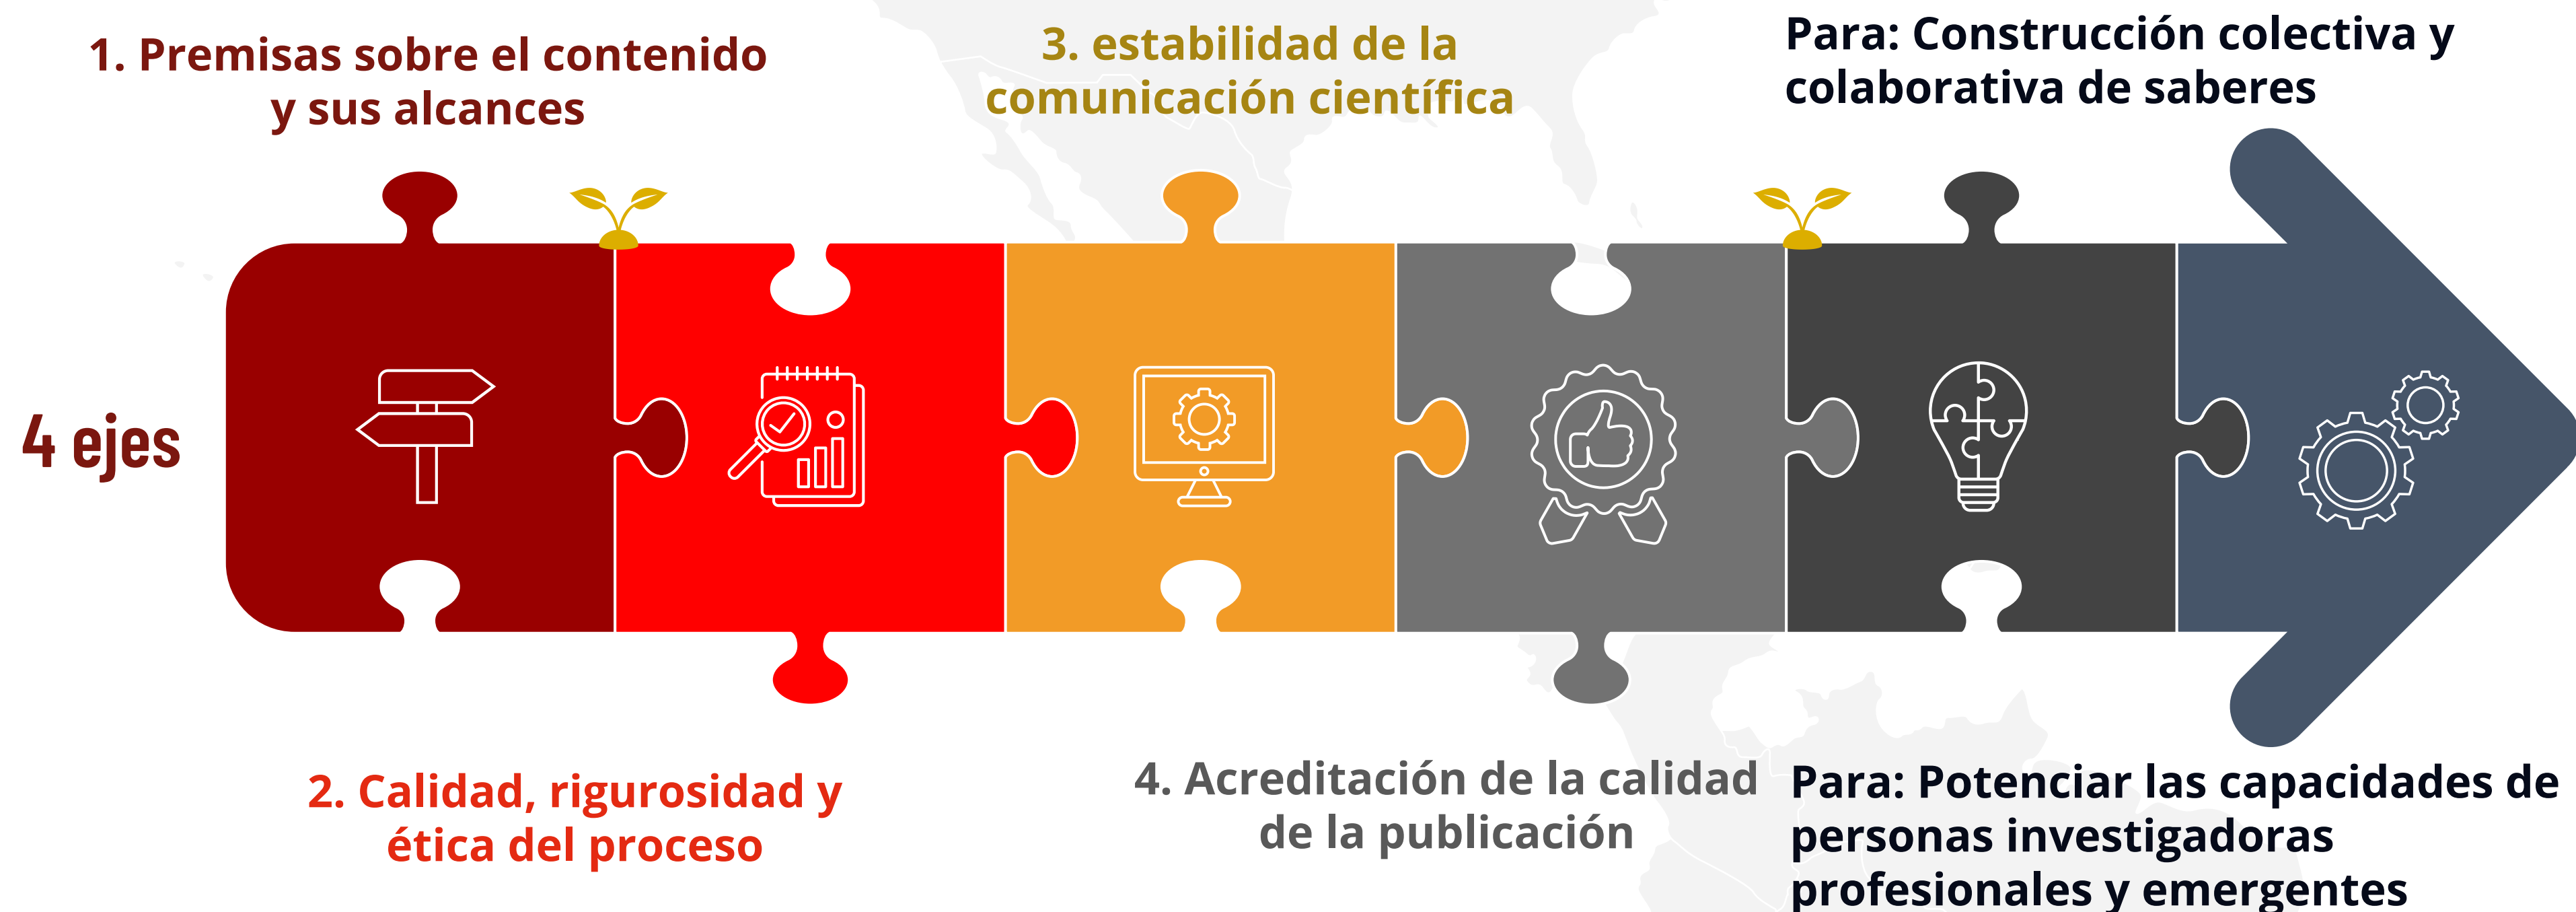 1. Premisas sobre el contenido
y sus alcances
3. estabilidad de la
comunicación científica
Para: Construcción colectiva y
colaborativa de saberes
4 ejes
2. Calidad, rigurosidad y
ética del proceso
4. Acreditación de la calidad
de la publicación
Para: Potenciar las capacidades de
personas investigadoras
profesionales y emergentes